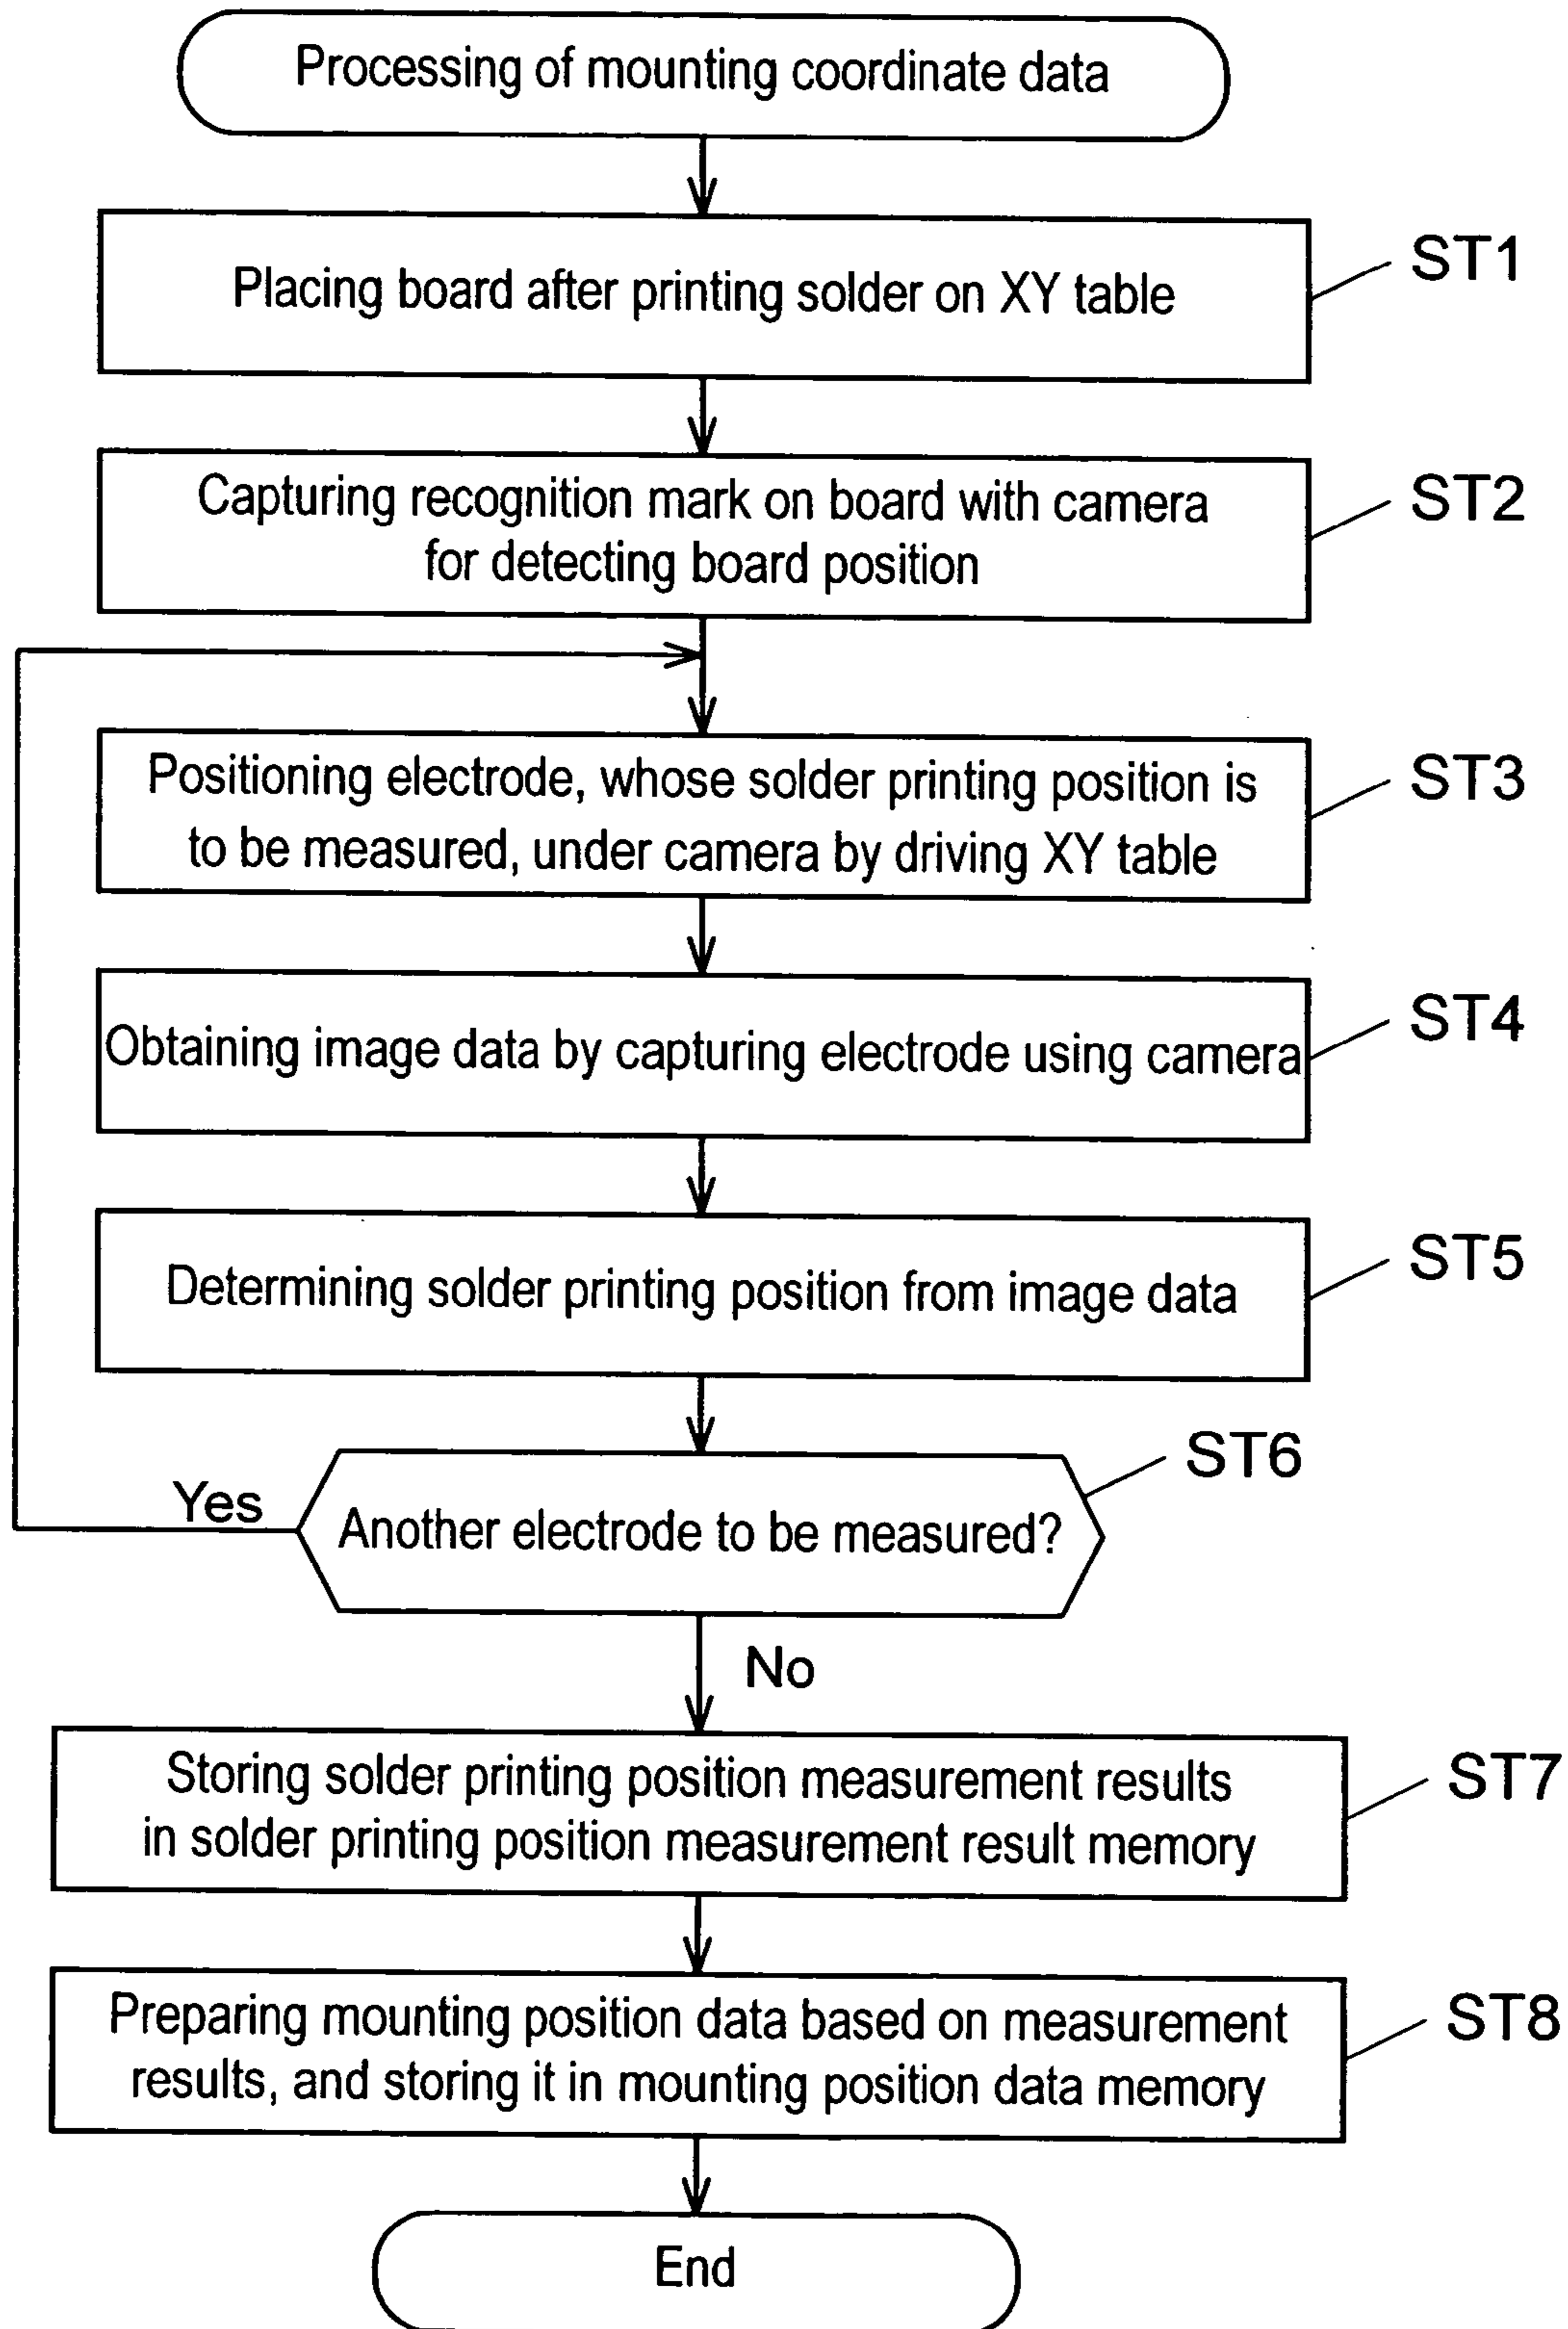 Processing of mounting coordinate data
Placing board after printing solder on XY table
ST1
Capturing recognition mark on board with camera
for detecting board position
ST2
Positioning electrode, whose solder printing position is
to be measured, under camera by driving XY table
ST3
Obtaining image data by capturing electrode using camera
ST4
Determining solder printing position from image data
ST5
Another electrode to be measured?
ST6
Yes
No
Storing solder printing position measurement results
in solder printing position measurement result memory
ST7
Preparing mounting position data based on measurement
results, and storing it in mounting position data memory
ST8
End